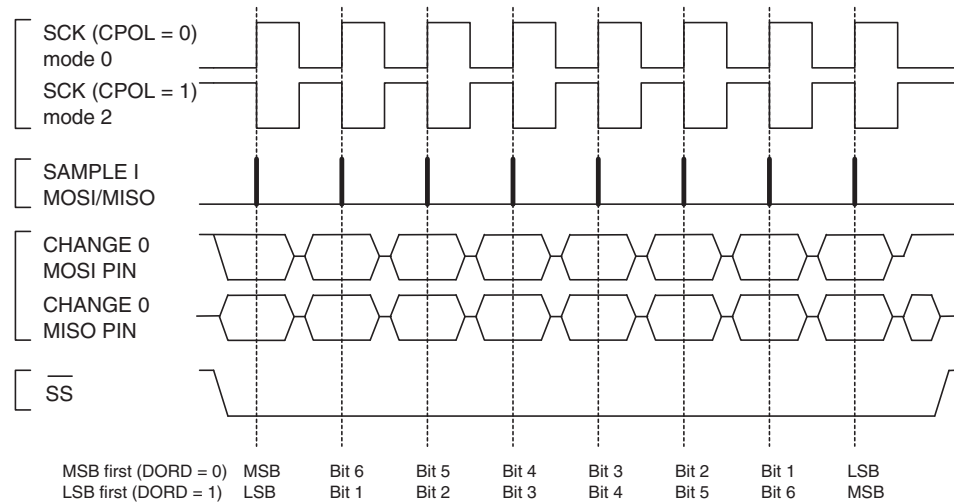 SCK (CPOL = 0)
mode 0
SCK (CPOL = 1)
mode 2
SAMPLE I
MOSI/MISO
CHANGE 0
MOSI PIN
CHANGE 0
MISO PIN
SS
MSB first (DORD = 0) MSB Bit 6 Bit 5 Bit 4 Bit 3 Bit 2 Bit 1 LSB
LSB first (DORD = 1) LSB Bit 1 Bit 2 Bit 3 Bit 4 Bit 5 Bit 6 MSB